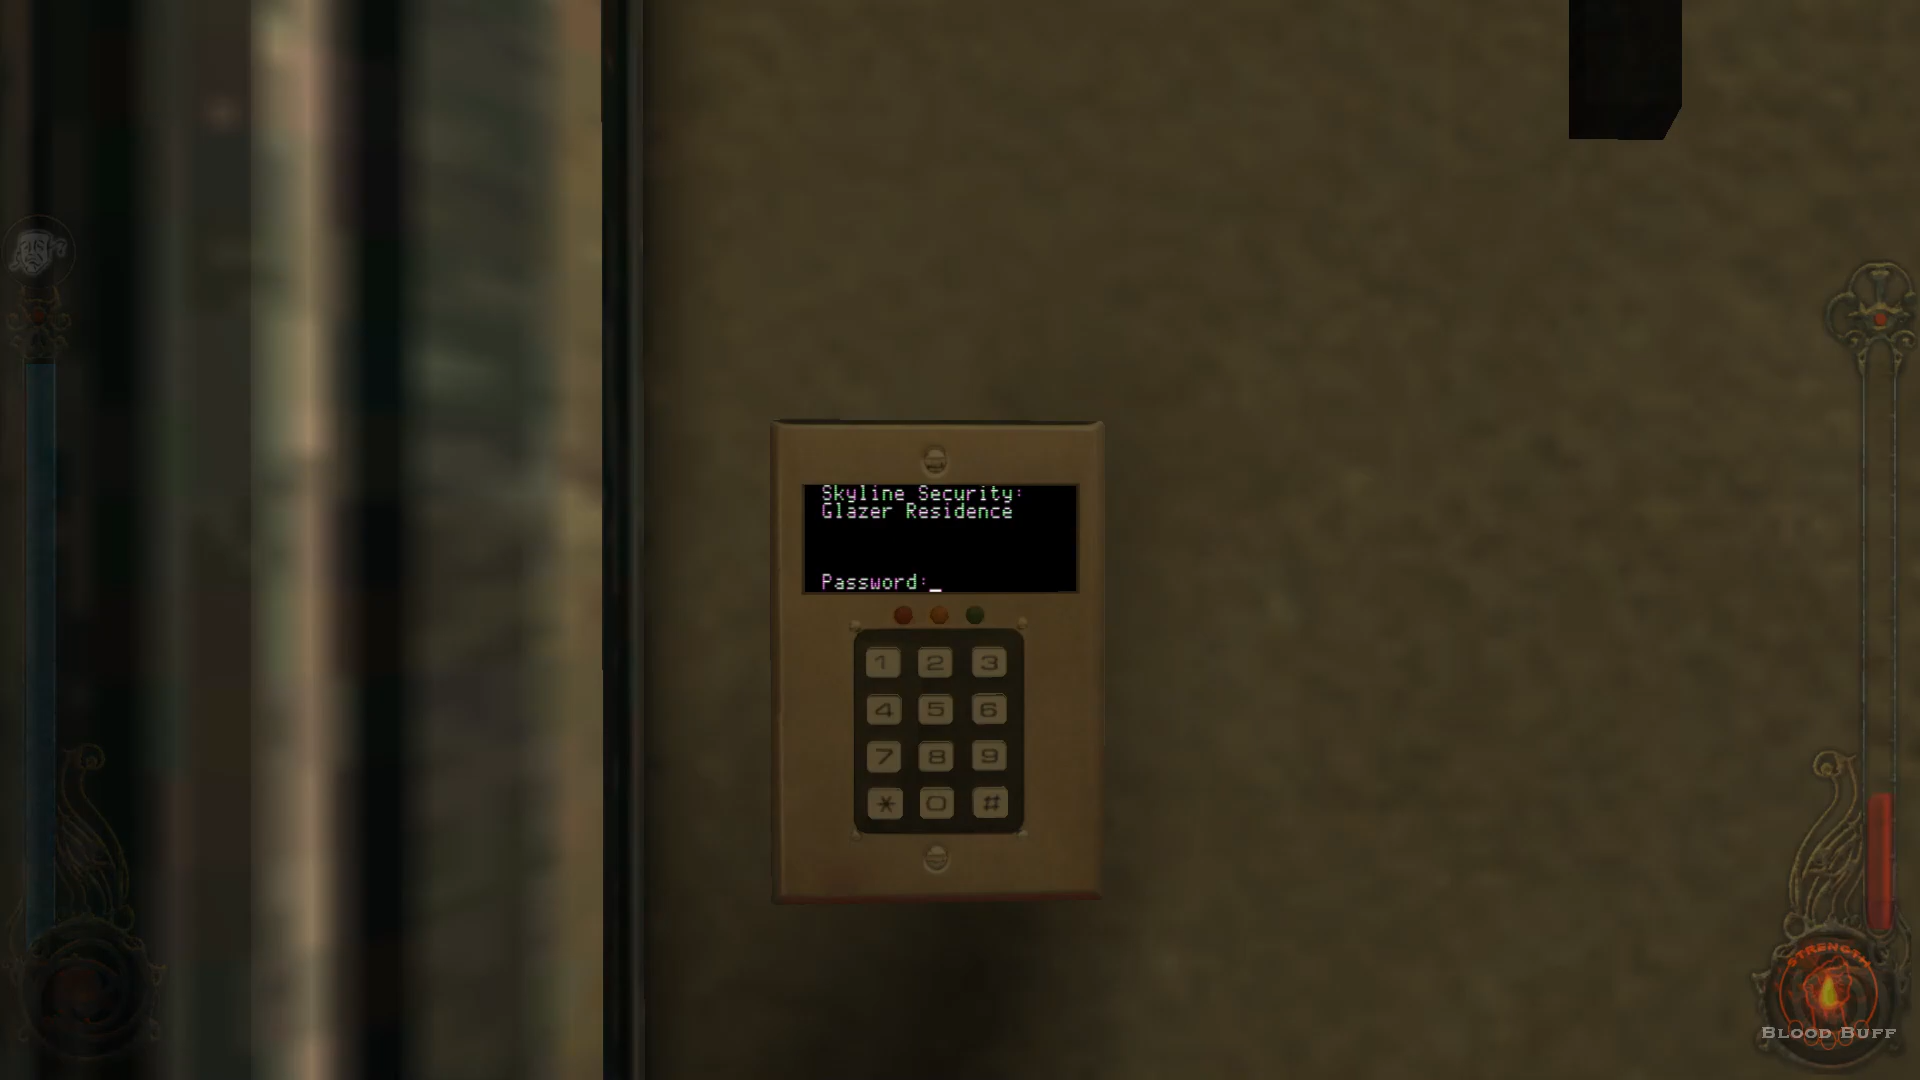 Skyline Security:
Glazer Residence
Password:_
1 2 3
4 5 6
7 8 9
* 0 #
STRENGTH
BLOOD BUFF